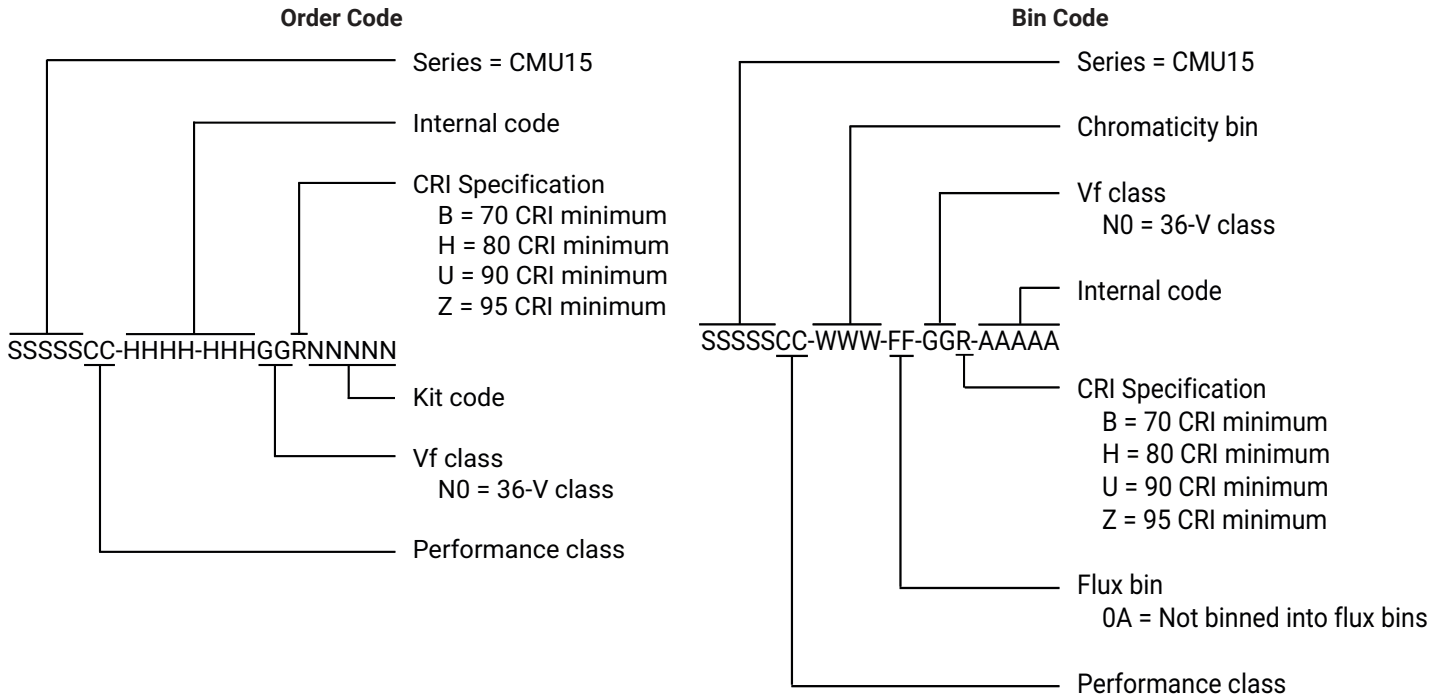 Order Code
Series = CMU15
Internal code
CRI Specification
B = 70 CRI minimum
H = 80 CRI minimum
U = 90 CRI minimum
Z = 95 CRI minimum
SSSSSCC-HHHH-HHHGGRNNNNN
Kit code
Vf class
N0 = 36-V class
Performance class
Bin Code
Series = CMU15
Chromaticity bin
Vf class
N0 = 36-V class
Internal code
SSSSSCC-WWW-FF-GGR-AAAAA
CRI Specification
B = 70 CRI minimum
H = 80 CRI minimum
U = 90 CRI minimum
Z = 95 CRI minimum
Flux bin
0A = Not binned into flux bins
Performance class